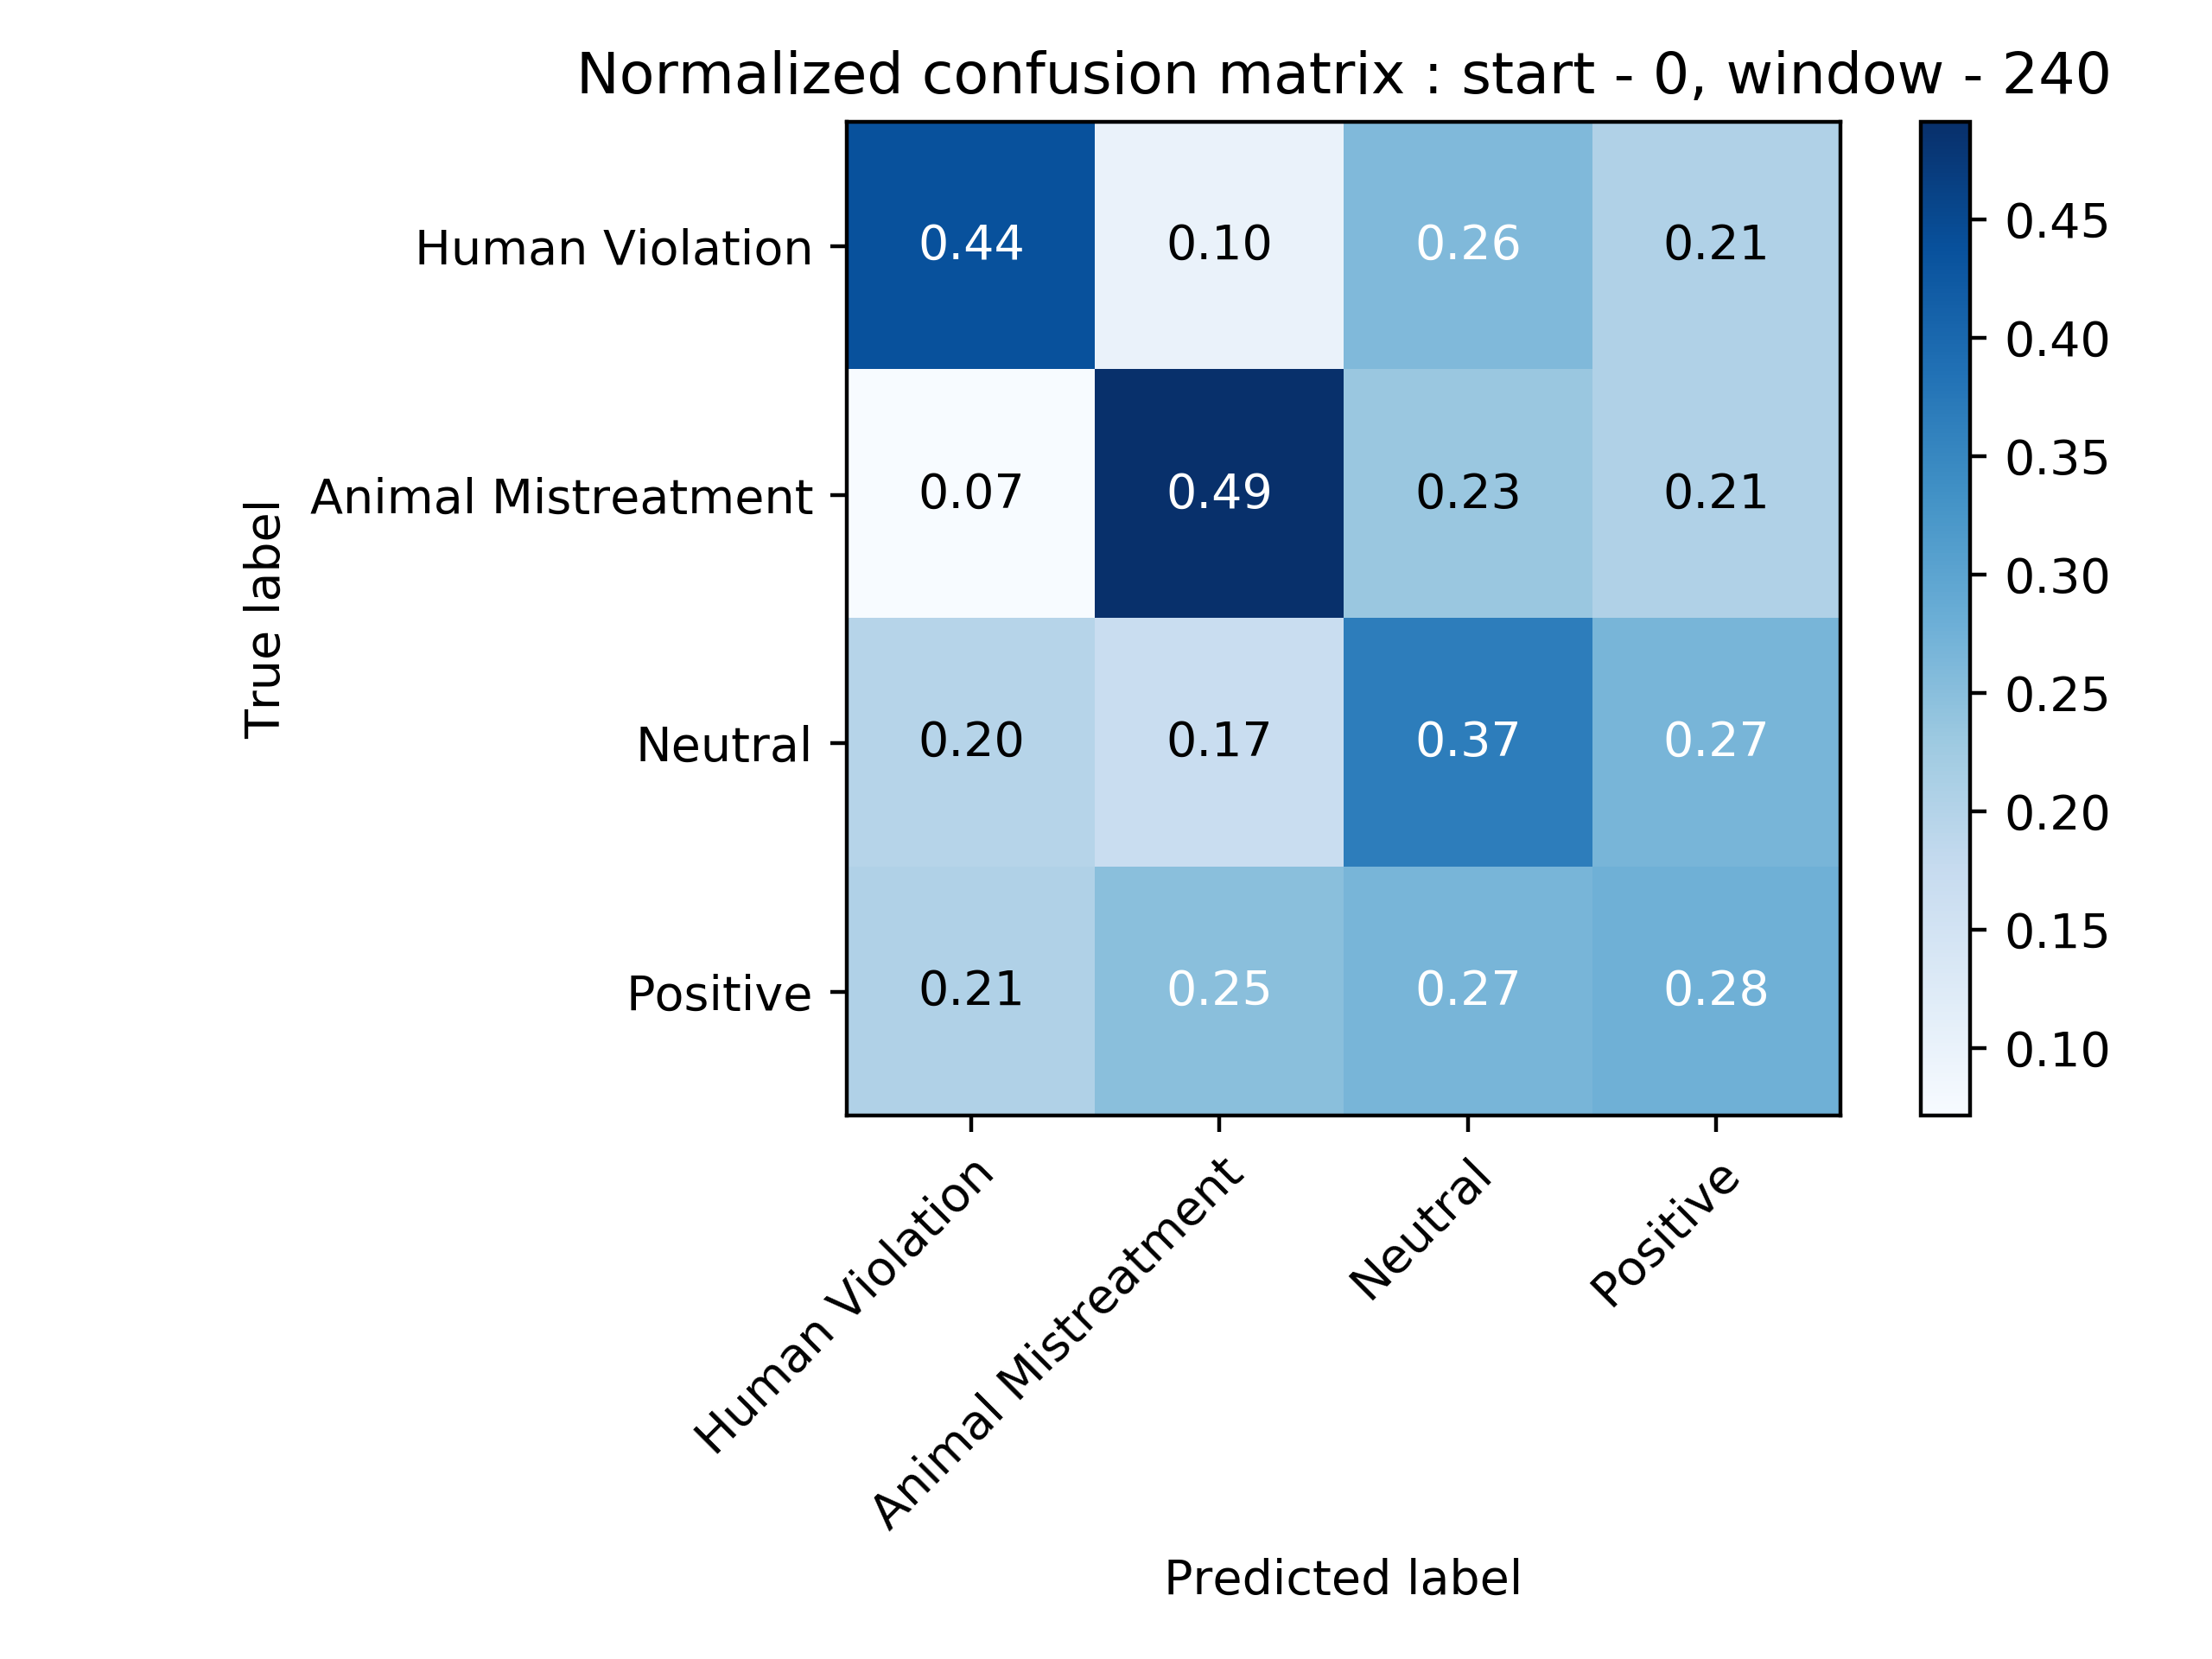 Normalized confusion matrix : start - 0, window - 240
True label
Human Violation
Animal Mistreatment
Neutral
Positive
0.44 0.10 0.26 0.21
0.07 0.49 0.23 0.21
0.20 0.17 0.37 0.27
0.21 0.25 0.27 0.28
0.45
0.40
0.35
0.30
0.25
0.20
0.15
0.10
Human Violation
Animal Mistreatment
Neutral
Positive
Predicted label